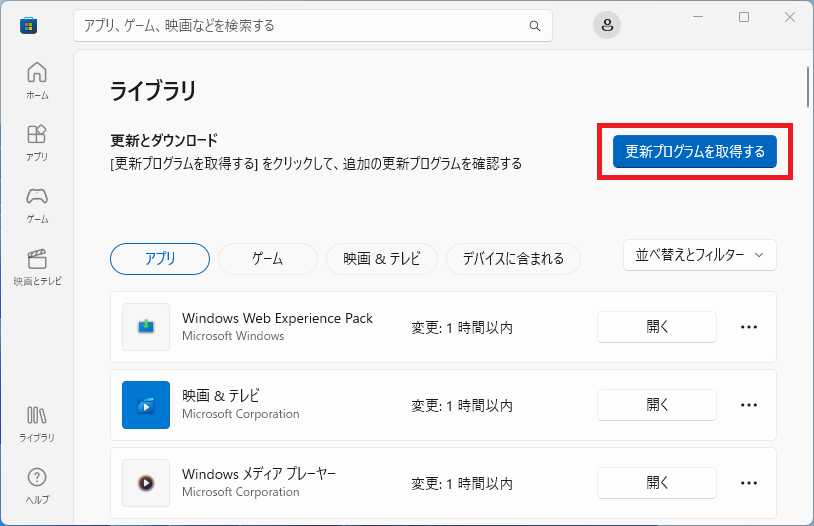 アプリ、ゲーム、映画などを検索する
ホーム
アプリ
ゲーム
映画とテレビ
ライブラリ
ヘルプ
ライブラリ
更新とダウンロード
[更新プログラムを取得する] をクリックして、追加の更新プログラムを確認する
更新プログラムを取得する
アプリ
ゲーム
映画 & テレビ
デバイスに含まれる
並べ替えとフィルター
Windows Web Experience Pack
Microsoft Windows
変更: 1 時間以内
開く
映画 & テレビ
Microsoft Corporation
変更: 1 時間以内
開く
Windows メディア プレーヤー
Microsoft Corporation
変更: 1 時間以内
開く